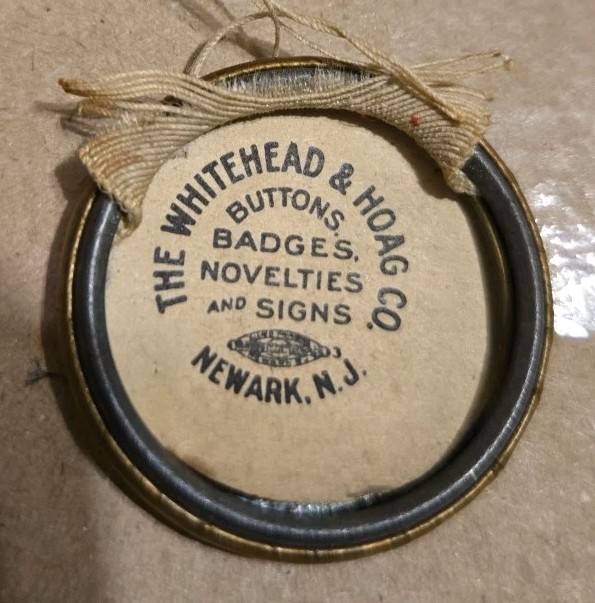 THE WHITEHEAD & HOAG CO.
BUTTONS,
BADGES,
NOVELTIES
AND SIGNS
NEWARK, N.J.